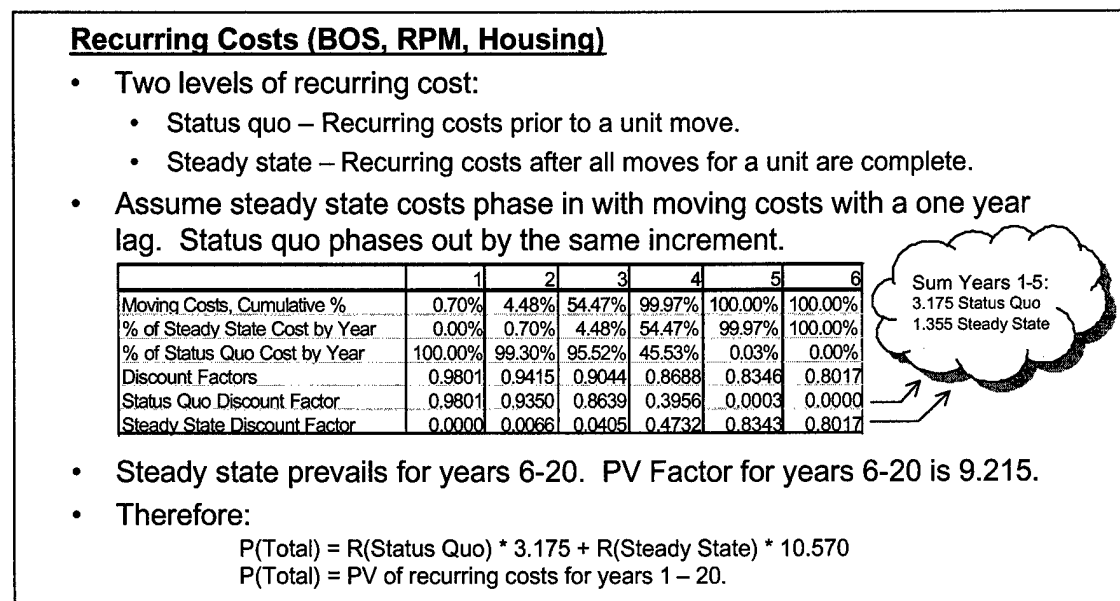 Recurring Costs (BOS, RPM, Housing)
• Two levels of recurring cost:
• Status quo – Recurring costs prior to a unit move.
• Steady state – Recurring costs after all moves for a unit are complete.
• Assume steady state costs phase in with moving costs with a one year
lag. Status quo phases out by the same increment.
1 2 3 4 5 6
Moving Costs, Cumulative % 0.70% 4.48% 54.47% 99.97% 100.00% 100.00%
% of Steady State Cost by Year 0.00% 0.70% 4.48% 54.47% 99.97% 100.00%
% of Status Quo Cost by Year 100.00% 99.30% 95.52% 45.53% 0.03% 0.00%
Discount Factors 0.9801 0.9415 0.9044 0.8688 0.8346 0.8017
Status Quo Discount Factor 0.9801 0.9350 0.8639 0.3956 0.0003 0.0000
Steady State Discount Factor 0.0000 0.0066 0.0405 0.4732 0.8343 0.8017
Sum Years 1-5:
3.175 Status Quo
1.355 Steady State
• Steady state prevails for years 6-20. PV Factor for years 6-20 is 9.215.
• Therefore:
P(Total) = R(Status Quo) * 3.175 + R(Steady State) * 10.570
P(Total) = PV of recurring costs for years 1 – 20.